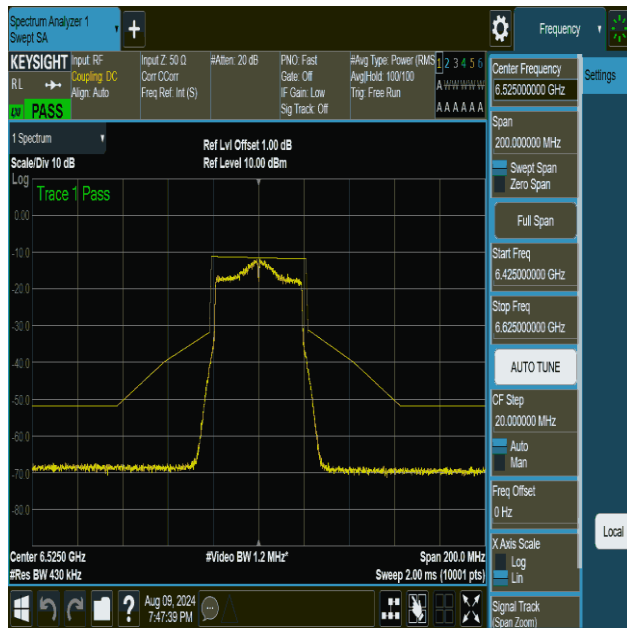 Spectrum Analyzer 1
Swept SA
+
Frequency
KEYSIGHT
RL
PASS
Input: RF
Coupling: DC
Align: Auto
Input Z: 50 Ω
Corr CCorr
Freq Ref: Int (S)
#Atten: 20 dB
PNO: Fast
Gate: Off
IF Gain: Low
Sig Track: Off
#Avg Type: Power (RMS
Avg|Hold: 100/100
Trig: Free Run
1 2 3 4 5 6
A W W W W W
A A A A A A
1 Spectrum
Scale/Div 10 dB
Ref Lvl Offset 1.00 dB
Ref Level 10.00 dBm
Log
Trace 1 Pass
0.00
-10.0
-20.0
-30.0
-40.0
-50.0
-60.0
-70.0
-80.0
Center 6.5250 GHz
#Video BW 1.2 MHz*
Span 200.0 MHz
#Res BW 430 kHz
Sweep 2.00 ms (10001 pts)
Center Frequency
6.525000000 GHz
Settings
Span
200.000000 MHz
Swept Span
Zero Span
Full Span
Start Freq
6.425000000 GHz
Stop Freq
6.625000000 GHz
AUTO TUNE
CF Step
20.000000 MHz
Auto
Man
Freq Offset
0 Hz
X Axis Scale
Log
Lin
Signal Track
(Span Zoom)
Local
?
Aug 09, 2024
7:47:39 PM